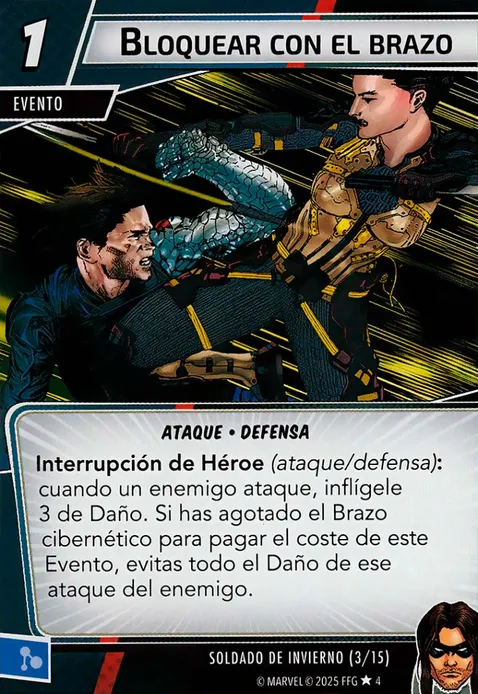 1
BLOQUEAR CON EL BRAZO
EVENTO
ATAQUE • DEFENSA
Interrupción de Héroe (ataque/defensa):
cuando un enemigo ataque, inflígele
3 de Daño. Si has agotado el Brazo
cibernético para pagar el coste de este
Evento, evitas todo el Daño de ese
ataque del enemigo.
SOLDADO DE INVIERNO (3/15)
© MARVEL © 2025 FFG ★ 4